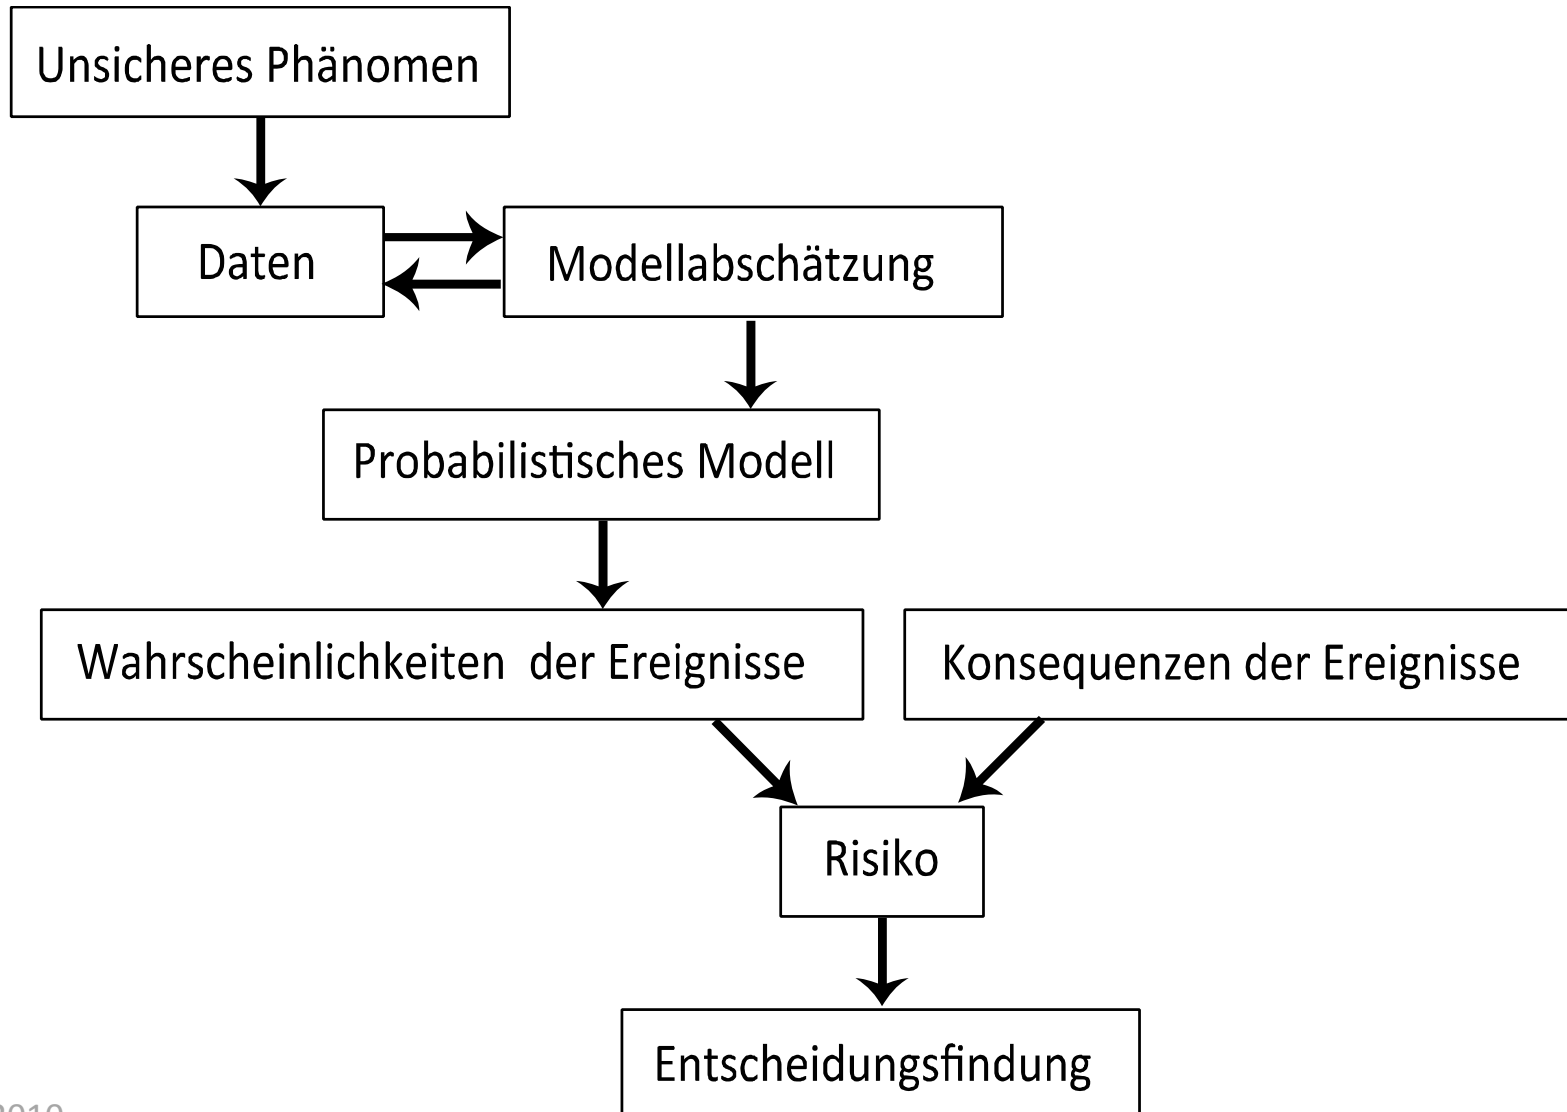 Unsicheres Phänomen
Daten
Modellabschätzung
Probabilistisches Modell
Wahrscheinlichkeiten der Ereignisse
Konsequenzen der Ereignisse
Risiko
Entscheidungsfindung